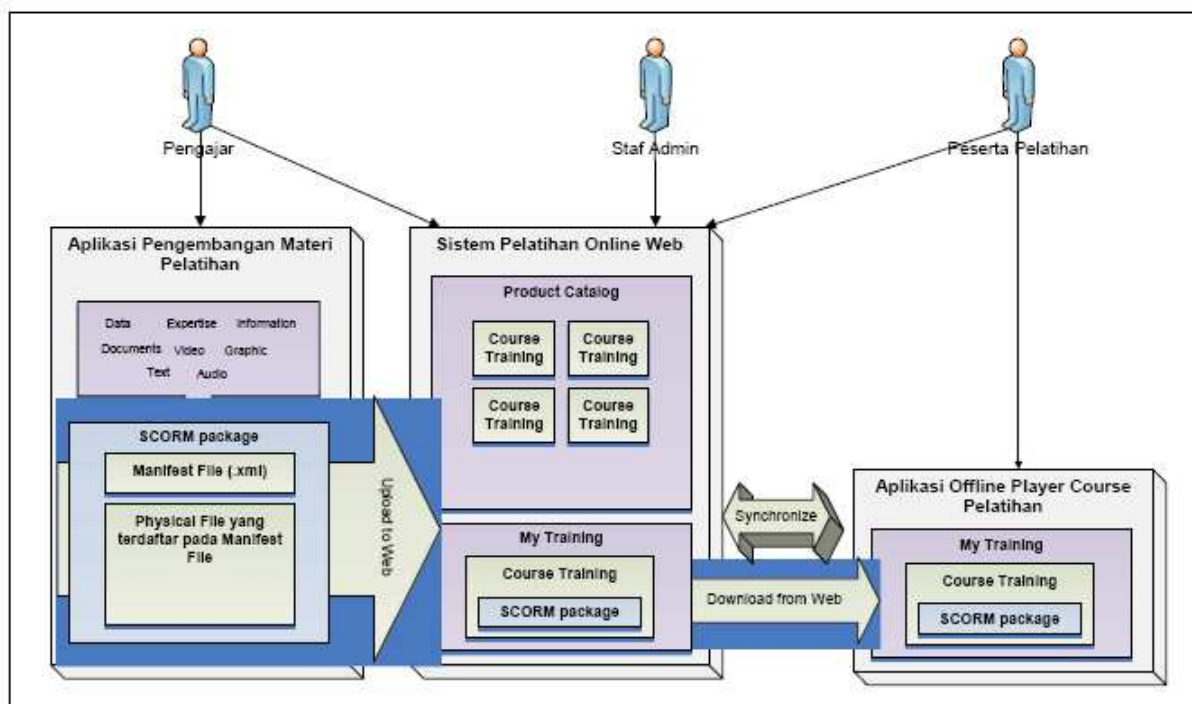 Pengajar
Staf Admin
Peserta Pelatihan
Aplikasi Pengembangan Materi
Pelatihan
Data Expertise Information
Documents Video Graphic
Text Audio
SCORM package
Manifest File (.xml)
Physical File yang
terdaftar pada Manifest
File
Upload to Web
Sistem Pelatihan Online Web
Product Catalog
Course
Training
Course
Training
Course
Training
Course
Training
My Training
Course Training
SCORM package
Synchronize
Download from Web
Aplikasi Offline Player Course
Pelatihan
My Training
Course Training
SCORM package